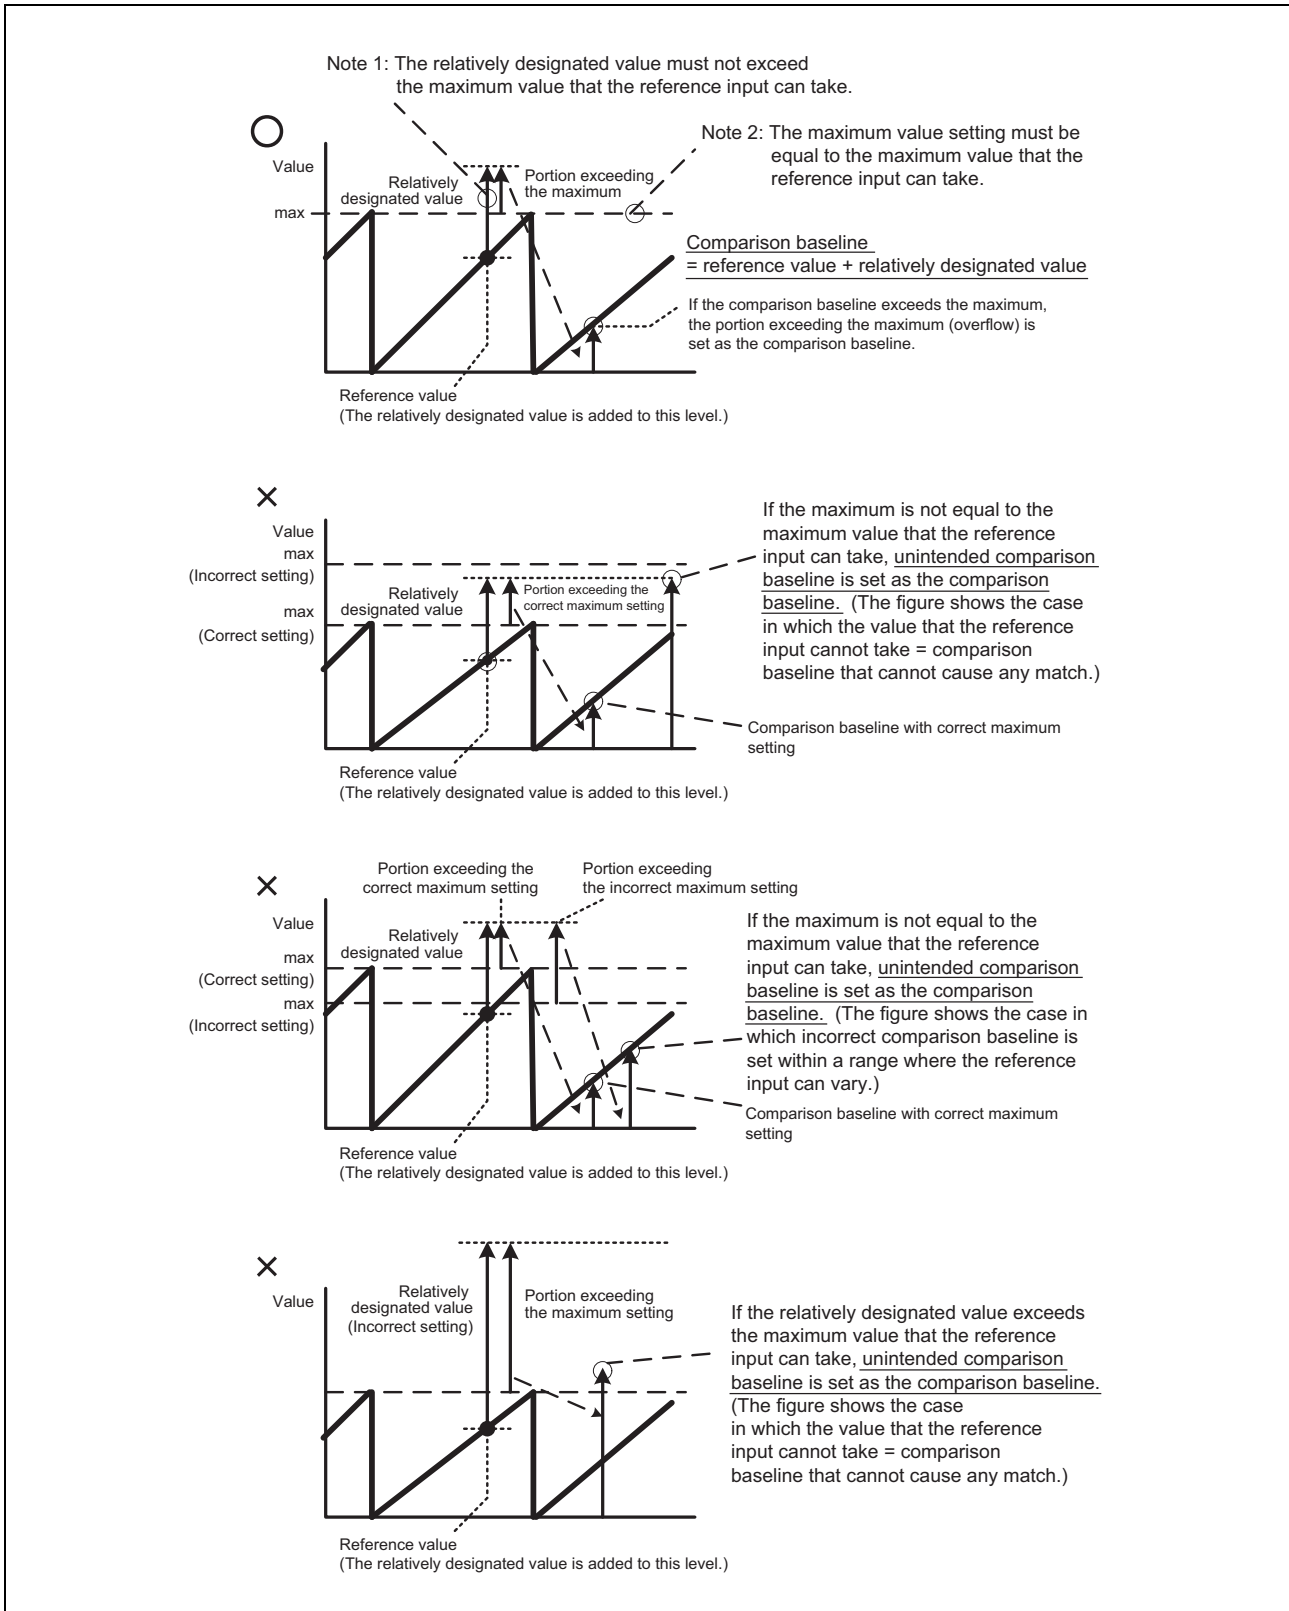 Note 1: The relatively designated value must not exceed
the maximum value that the reference input can take.
Note 2: The maximum value setting must be
equal to the maximum value that the
reference input can take.
Value
Relatively
designated value
Portion exceeding
the maximum
max
Comparison baseline
= reference value + relatively designated value
If the comparison baseline exceeds the maximum,
the portion exceeding the maximum (overflow) is
set as the comparison baseline.
Reference value
(The relatively designated value is added to this level.)
Value
max
(Incorrect setting)
Relatively
designated value
Portion exceeding the
correct maximum setting
max
(Correct setting)
If the maximum is not equal to the
maximum value that the reference
input can take, unintended comparison
baseline is set as the comparison
baseline. (The figure shows the case
in which the value that the reference
input cannot take = comparison
baseline that cannot cause any match.)
Comparison baseline with correct maximum
setting
Reference value
(The relatively designated value is added to this level.)
Portion exceeding the
correct maximum setting
Portion exceeding
the incorrect maximum setting
Value
Relatively
designated value
max
(Correct setting)
max
(Incorrect setting)
If the maximum is not equal to the
maximum value that the reference
input can take, unintended comparison
baseline is set as the comparison
baseline. (The figure shows the case in
which incorrect comparison baseline is
set within a range where the reference
input can vary.)
Comparison baseline with correct maximum
setting
Reference value
(The relatively designated value is added to this level.)
Value
Relatively
designated value
(Incorrect setting)
Portion exceeding
the maximum setting
If the relatively designated value exceeds
the maximum value that the reference
input can take, unintended comparison
baseline is set as the comparison baseline.
(The figure shows the case
in which the value that the reference
input cannot take = comparison
baseline that cannot cause any match.)
Reference value
(The relatively designated value is added to this level.)